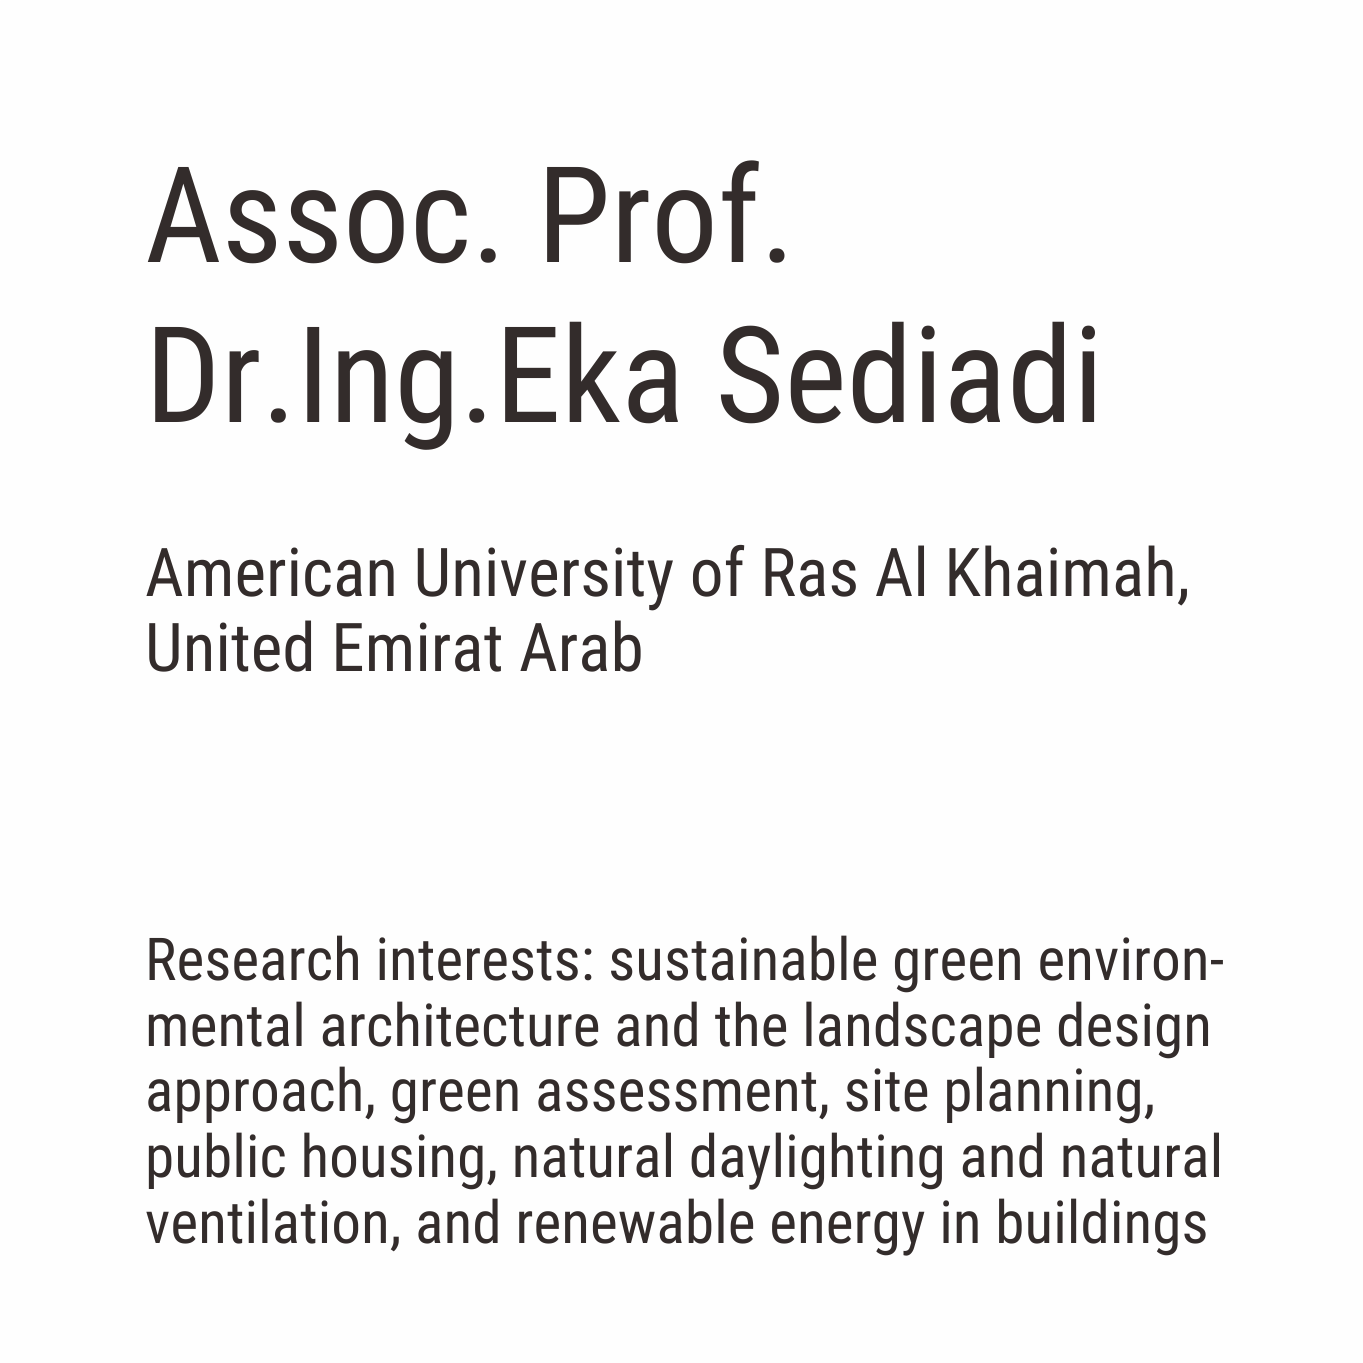 Assoc. Prof.
Dr.Ing.Eka Sediadi
American University of Ras Al Khaimah,
United Emirat Arab
Research interests: sustainable green environ-
mental architecture and the landscape design
approach, green assessment, site planning,
public housing, natural daylighting and natural
ventilation, and renewable energy in buildings